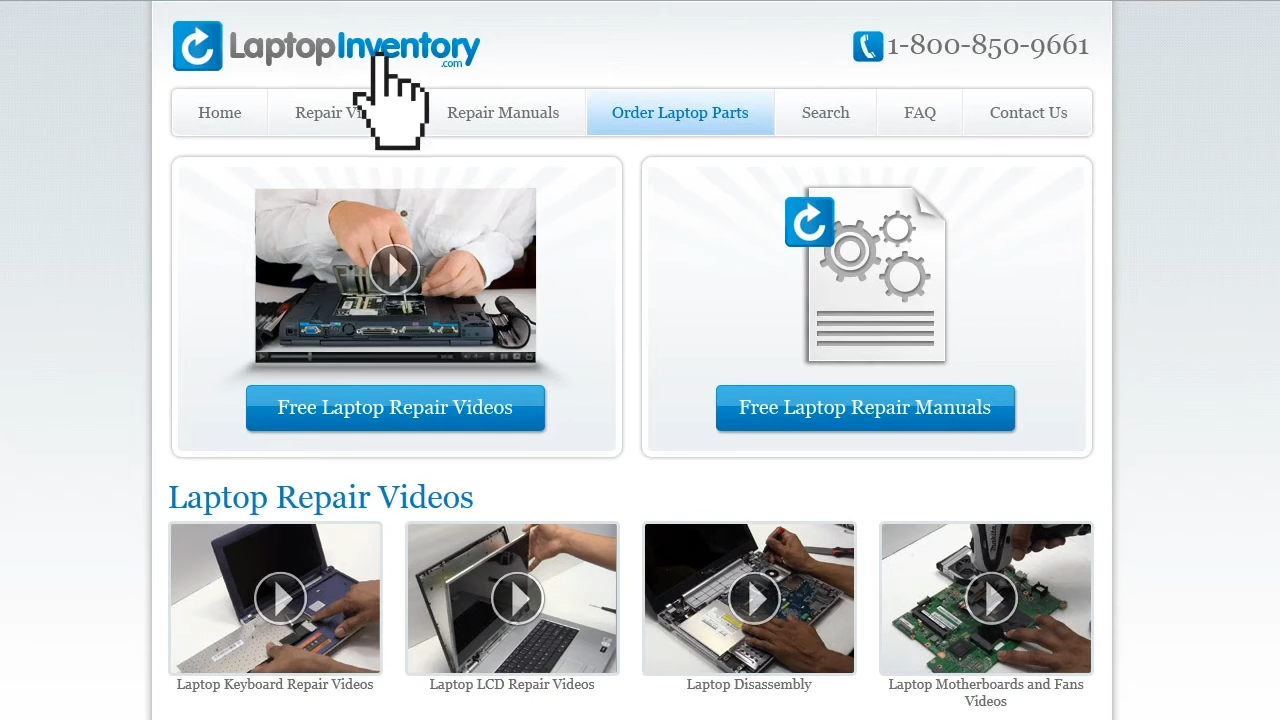 LaptopInventory
.com
1-800-850-9661
Home
Repair Vi
Repair Manuals
Order Laptop Parts
Search
FAQ
Contact Us
Free Laptop Repair Videos
Free Laptop Repair Manuals
Laptop Repair Videos
Laptop Keyboard Repair Videos
Laptop LCD Repair Videos
Laptop Disassembly
Laptop Motherboards and Fans
Videos